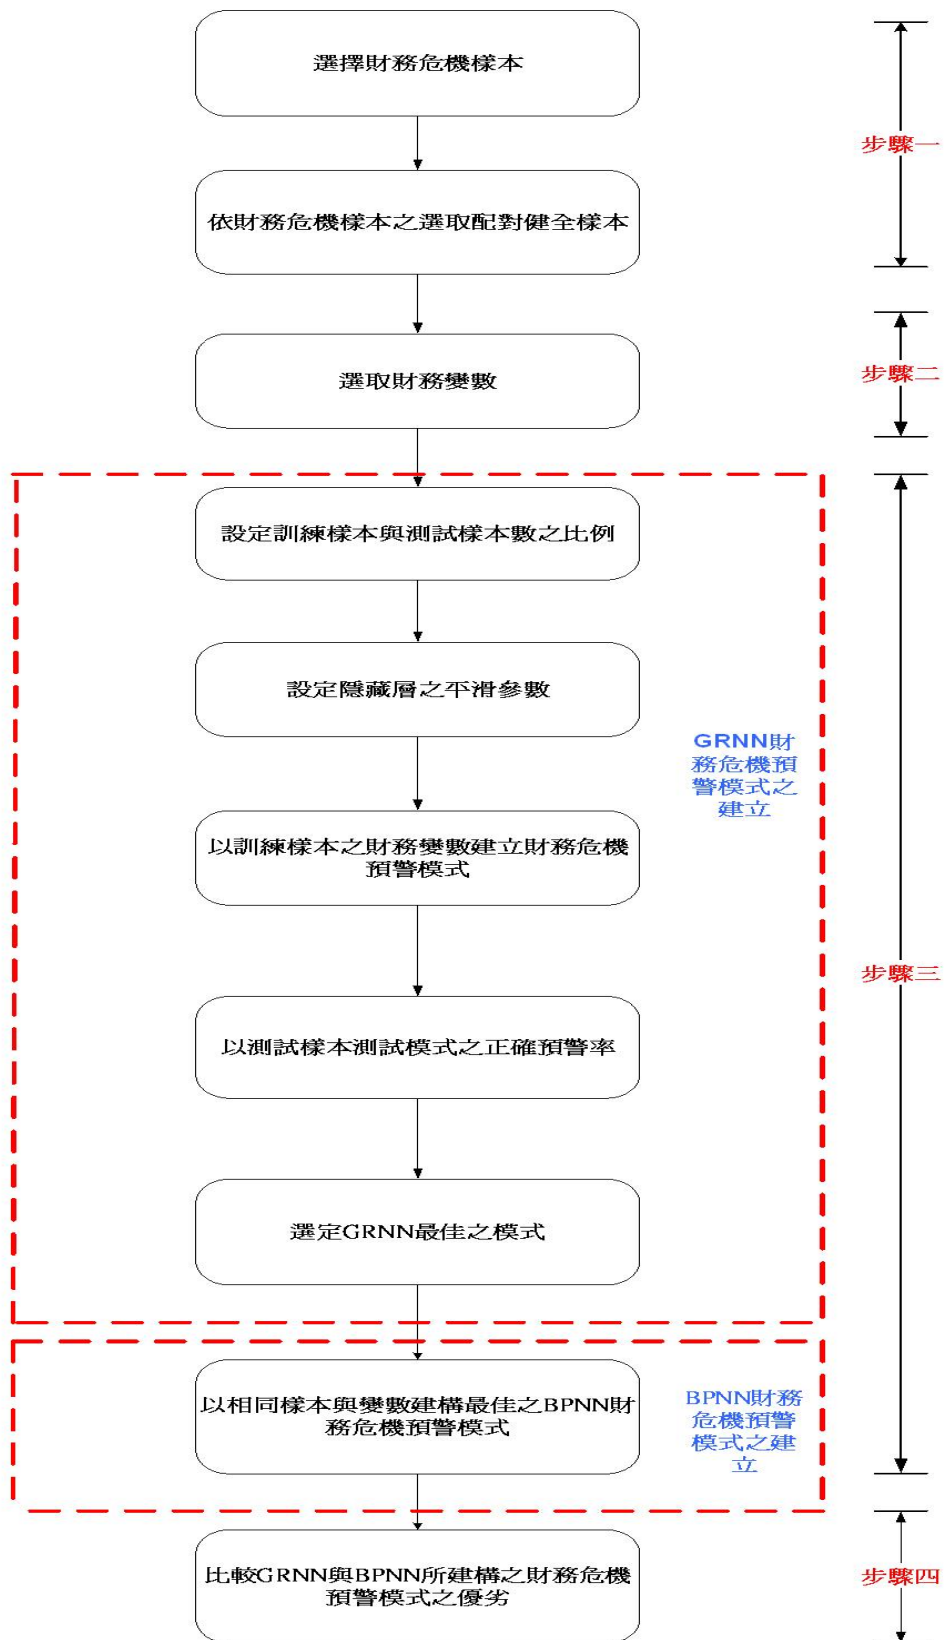 選擇財務危機樣本
步驟一
依財務危機樣本之選取配對健全樣本
選取財務變數
步驟二
設定訓練樣本與測試樣本數之比例
設定隱藏層之平滑參數
GRNN財
務危機預
警模式之
建立
以訓練樣本之財務變數建立財務危機
預警模式
步驟三
以測試樣本測試模式之正確預警率
選定GRNN最佳之模式
以相同樣本與變數建構最佳之BPNN財
務危機預警模式
BPNN財務
危機預警
模式之建
立
比較GRNN與BPNN所建構之財務危機
預警模式之優劣
步驟四